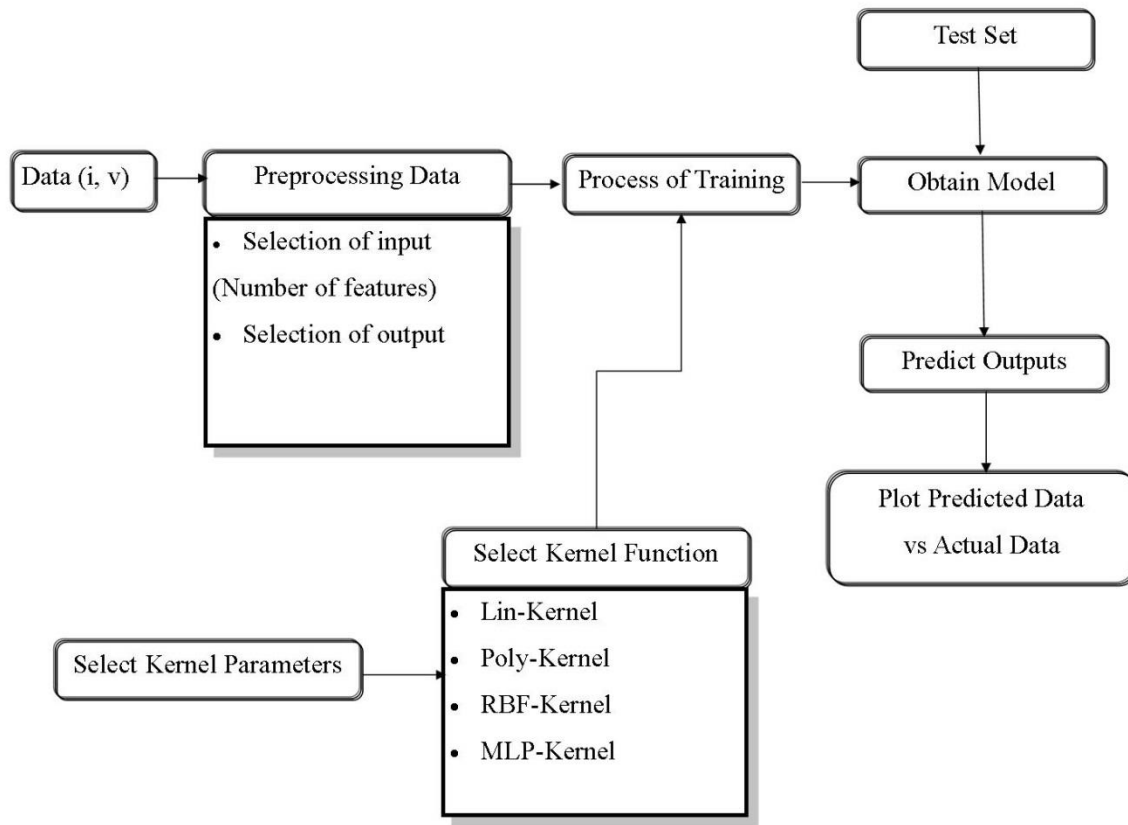 Test Set
Data (i, v)
Preprocessing Data
Process of Training
Obtain Model
• Selection of input
(Number of features)
• Selection of output
Predict Outputs
Plot Predicted Data
vs Actual Data
Select Kernel Function
• Lin-Kernel
• Poly-Kernel
• RBF-Kernel
• MLP-Kernel
Select Kernel Parameters